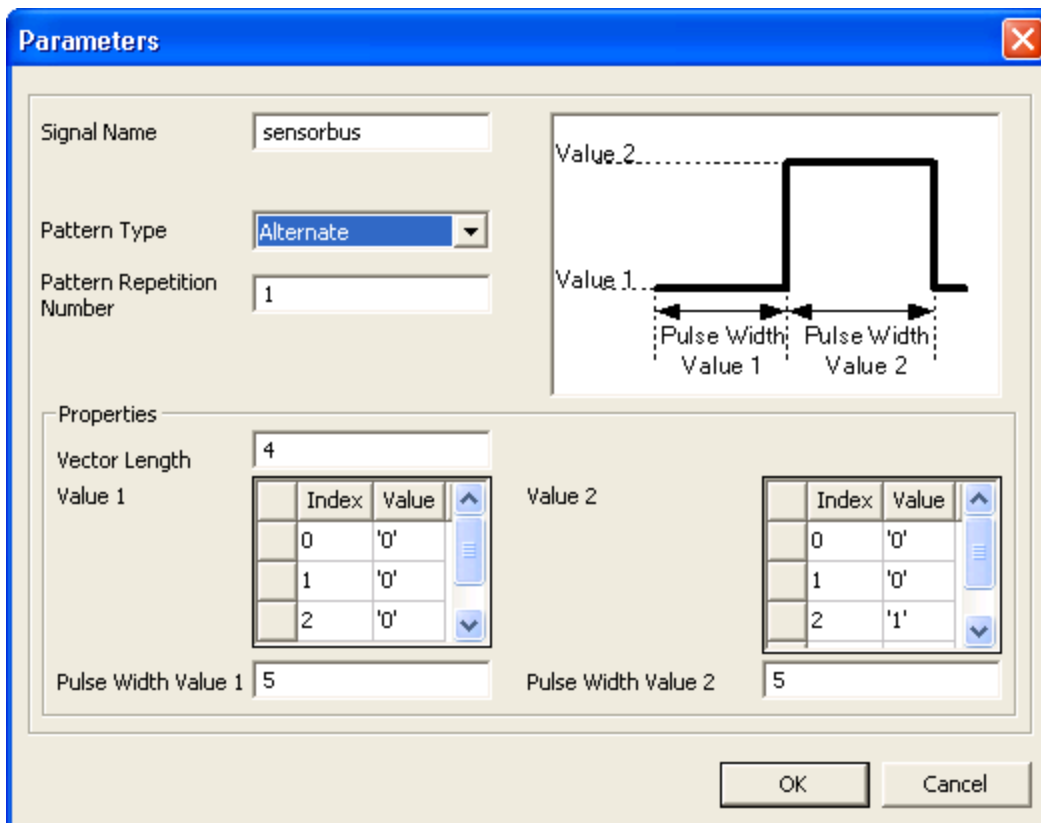 Parameters
Signal Name
sensorbus
Pattern Type
Alternate
Pattern Repetition
Number
1
Value 2
Value 1
Pulse Width
Value 1
Pulse Width
Value 2
Properties
Vector Length
4
Value 1
Index Value
0 '0'
1 '0'
2 '0'
Value 2
Index Value
0 '0'
1 '0'
2 '1'
Pulse Width Value 1
5
Pulse Width Value 2
5
OK
Cancel